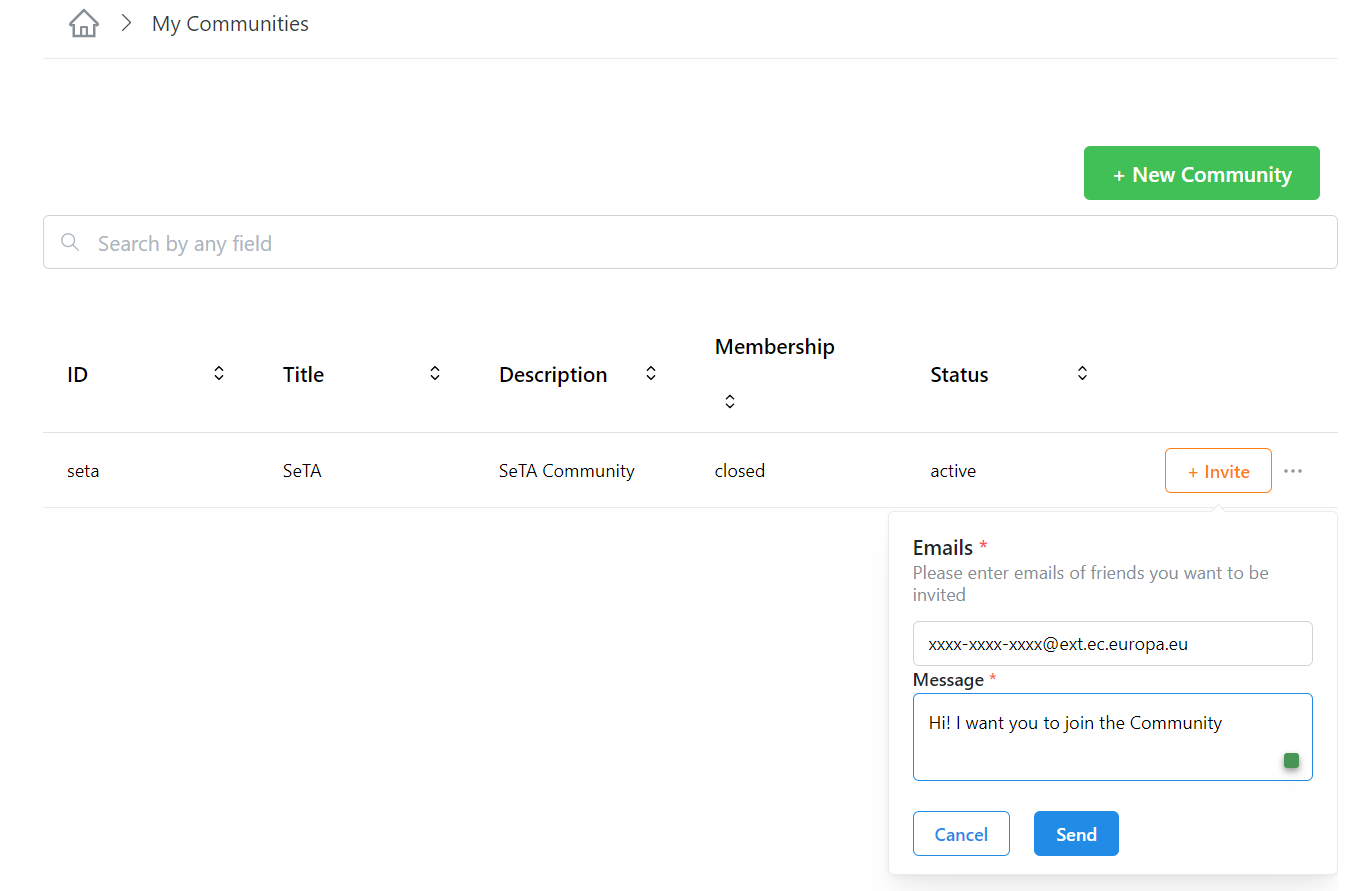 My Communities
+ New Community
Search by any field
ID Title Description Membership Status
seta SeTA SeTA Community closed active + Invite ...
Emails *
Please enter emails of friends you want to be
invited
xxxx-xxxx-xxxx@ext.ec.europa.eu
Message *
Hi! I want you to join the Community
Cancel Send